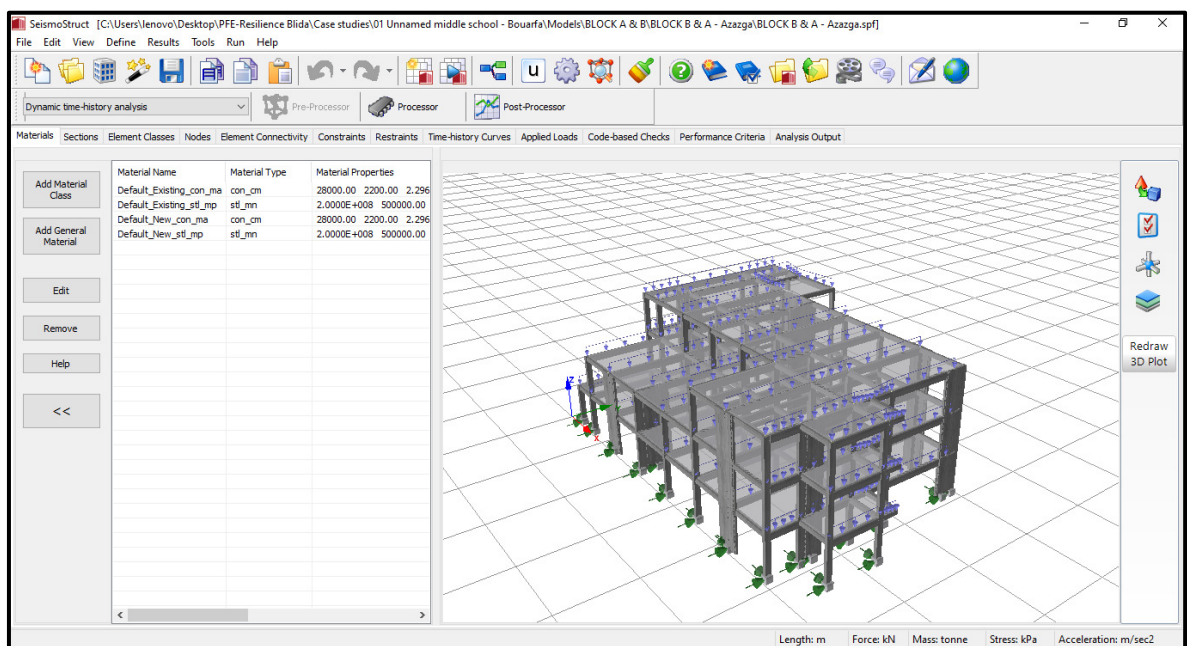 SeismoStruct [C:\Users\lenovo\Desktop\PFE-Resilience Blida\Case studies\01 Unnamed middle school - Bouarfa\Models\BLOCK A & B\BLOCK B & A - Azazga\BLOCK B & A - Azazga.spf]
File Edit View Define Results Tools Run Help
u
Dynamic time-history analysis Pre-Processor Processor Post-Processor
Materials Sections Element Classes Nodes Element Connectivity Constraints Restraints Time-history Curves Applied Loads Code-based Checks Performance Criteria Analysis Output
Material Name Material Type Material Properties
Default_Existing_con_ma con_cm 28000.00 2200.00 2.296
Default_Existing_stl_mp stl_mn 2.0000E+008 500000.00
Default_New_con_ma con_cm 28000.00 2200.00 2.296
Default_New_stl_mp stl_mn 2.0000E+008 500000.00
Add Material
Class
Add General
Material
Edit
Remove
Help
<<
Z
X
Redraw
3D Plot
Length: m Force: kN Mass: tonne Stress: kPa Acceleration: m/sec2